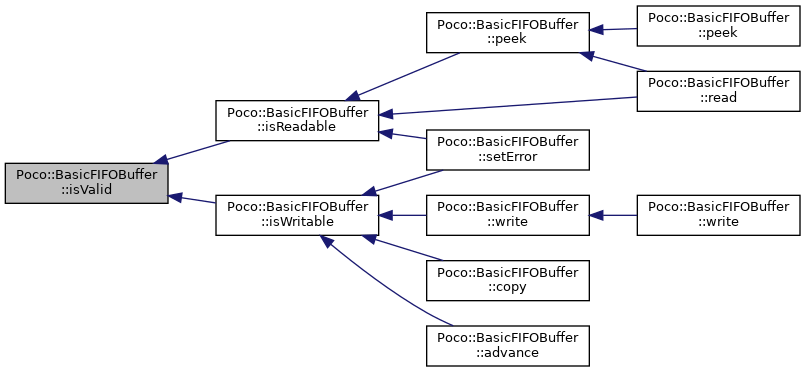 Poco::BasicFIFOBuffer
::isValid
Poco::BasicFIFOBuffer
::isReadable
Poco::BasicFIFOBuffer
::isWritable
Poco::BasicFIFOBuffer
::peek
Poco::BasicFIFOBuffer
::setError
Poco::BasicFIFOBuffer
::write
Poco::BasicFIFOBuffer
::copy
Poco::BasicFIFOBuffer
::advance
Poco::BasicFIFOBuffer
::peek
Poco::BasicFIFOBuffer
::read
Poco::BasicFIFOBuffer
::write